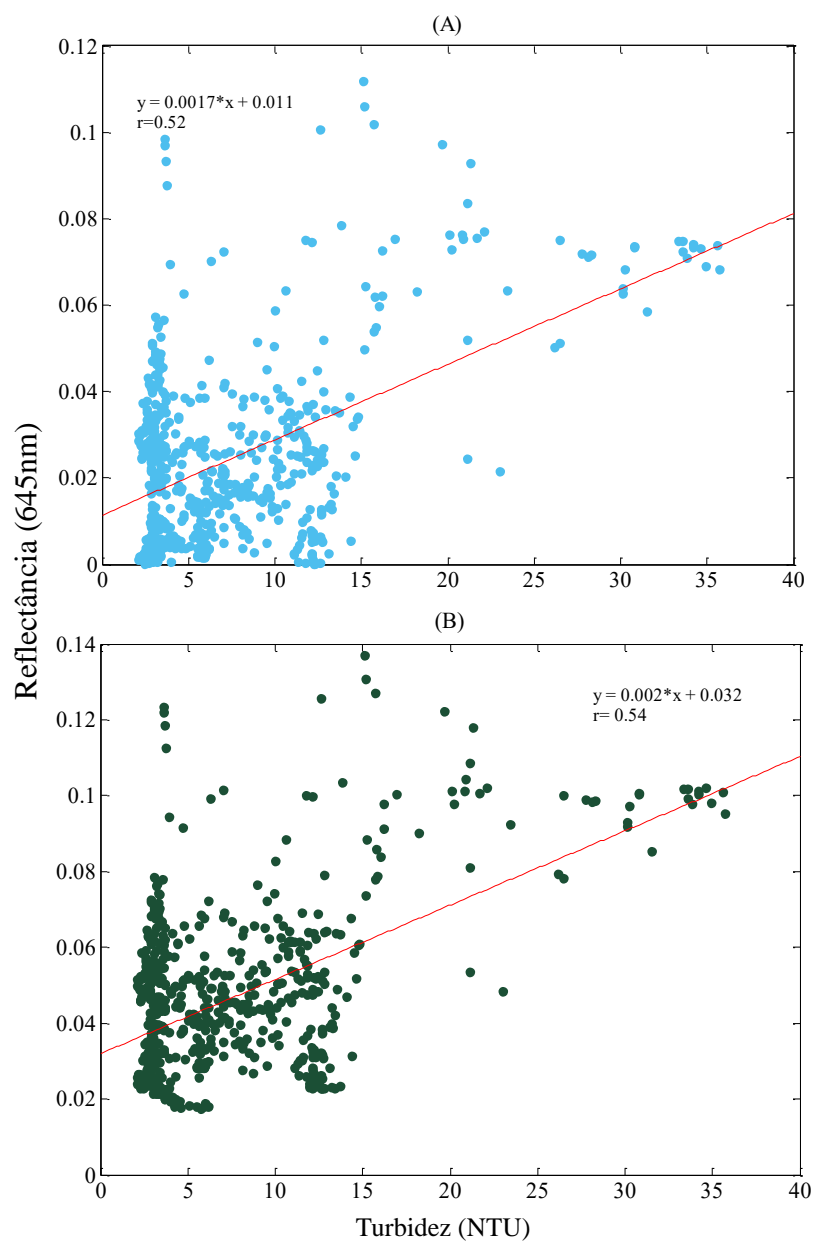 (A)
0.12
y = 0.0017*x + 0.011
r=0.52
0.1
0.08
0.06
0.04
0.02
0
0 5 10 15 20 25 30 35 40
Reflectância (645nm)
(B)
0.14
y = 0.002*x + 0.032
r= 0.54
0.12
0.1
0.08
0.06
0.04
0.02
0
0 5 10 15 20 25 30 35 40
Turbidez (NTU)